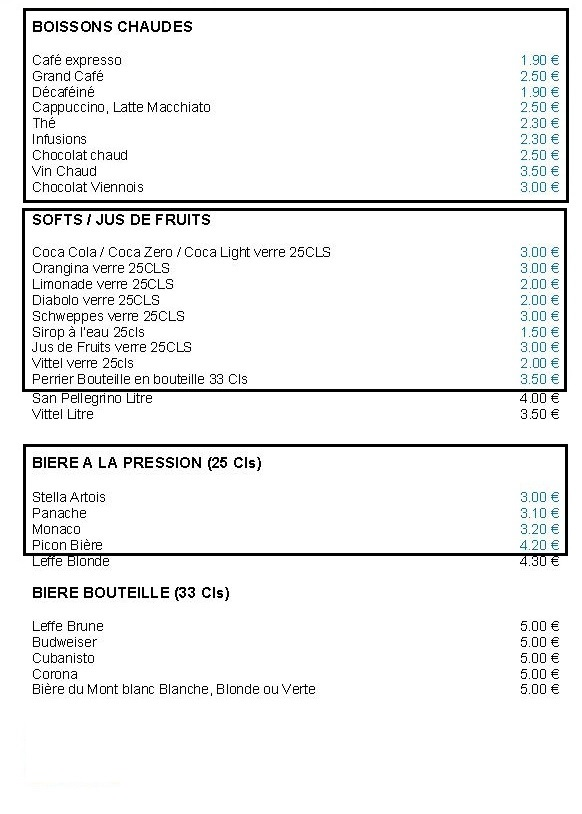 BOISSONS CHAUDES
Café expresso 1.90 €
Grand Café 2.50 €
Décaféiné 1.90 €
Cappuccino, Latte Macchiato 2.50 €
Thé 2.30 €
Infusions 2.30 €
Chocolat chaud 2.50 €
Vin Chaud 3.50 €
Chocolat Viennois 3.00 €
SOFTS / JUS DE FRUITS
Coca Cola / Coca Zero / Coca Light verre 25CLS 3.00 €
Orangina verre 25CLS 3.00 €
Limonade verre 25CLS 2.00 €
Diabolo verre 25CLS 2.00 €
Schweppes verre 25CLS 3.00 €
Sirop à l'eau 25cls 1.50 €
Jus de Fruits verre 25CLS 3.00 €
Vittel verre 25cls 2.00 €
Perrier Bouteille en bouteille 33 Cls 3.50 €
San Pellegrino Litre 4.00 €
Vittel Litre 3.50 €
BIERE A LA PRESSION (25 Cls)
Stella Artois 3.00 €
Panache 3.10 €
Monaco 3.20 €
Picon Bière 4.20 €
Leffe Blonde 4.30 €
BIERE BOUTEILLE (33 Cls)
Leffe Brune 5.00 €
Budweiser 5.00 €
Cubanisto 5.00 €
Corona 5.00 €
Bière du Mont blanc Blanche, Blonde ou Verte 5.00 €